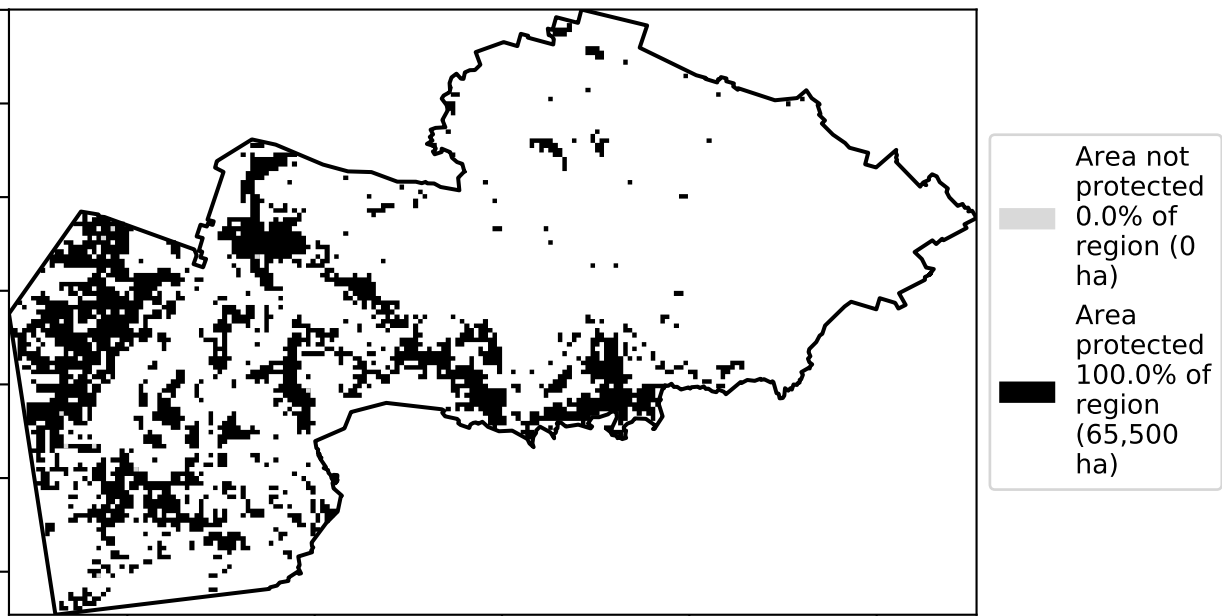 Area not
protected
0.0% of
region (0
ha)
Area
protected
100.0% of
region
(65,500
ha)